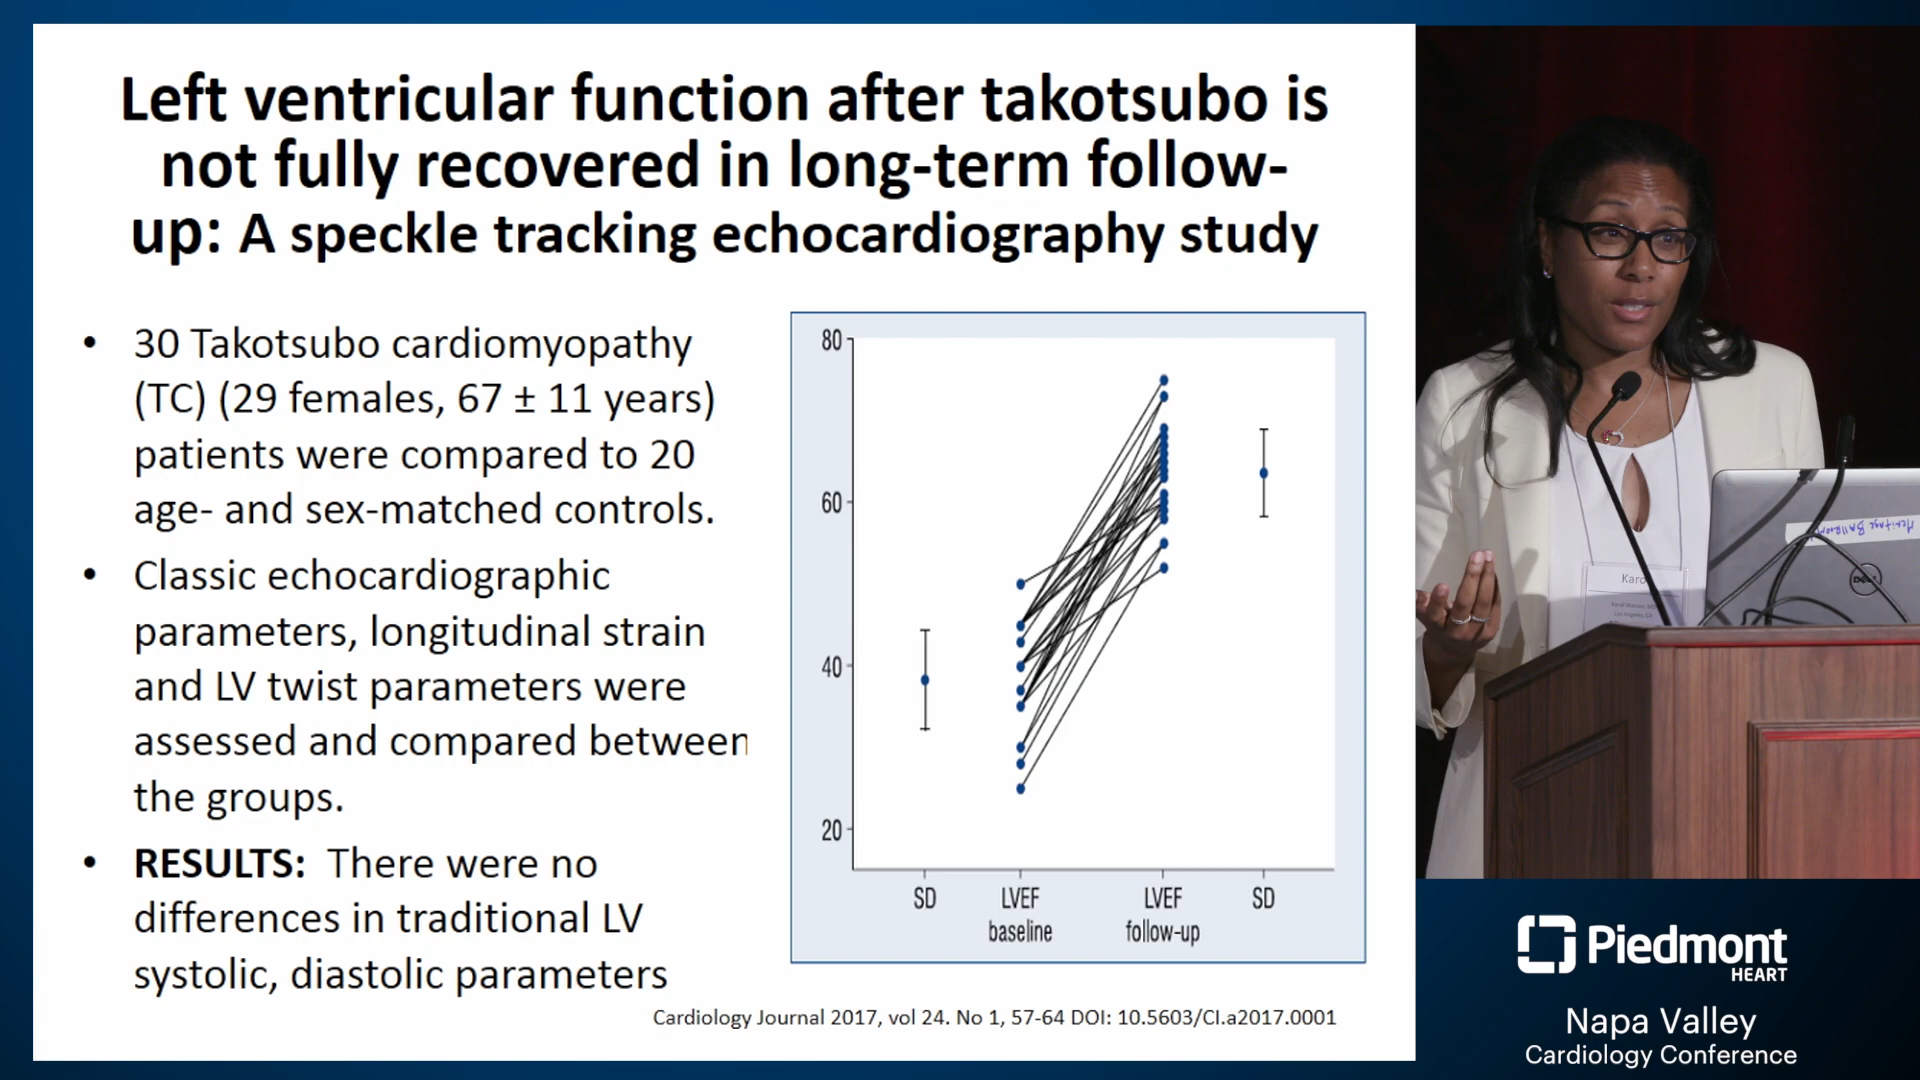 Left ventricular function after takotsubo is
not fully recovered in long-term follow-
up: A speckle tracking echocardiography study
• 30 Takotsubo cardiomyopathy
(TC) (29 females, 67 ± 11 years)
patients were compared to 20
age- and sex-matched controls.
• Classic echocardiographic
parameters, longitudinal strain
and LV twist parameters were
assessed and compared between
the groups.
• RESULTS: There were no
differences in traditional LV
systolic, diastolic parameters
80
60
40
20
SD
LVEF
baseline
LVEF
follow-up
SD
Cardiology Journal 2017, vol 24. No 1, 57-64 DOI: 10.5603/CJ.a2017.0001
DELL
Piedmont
HEART
Napa Valley
Cardiology Conference